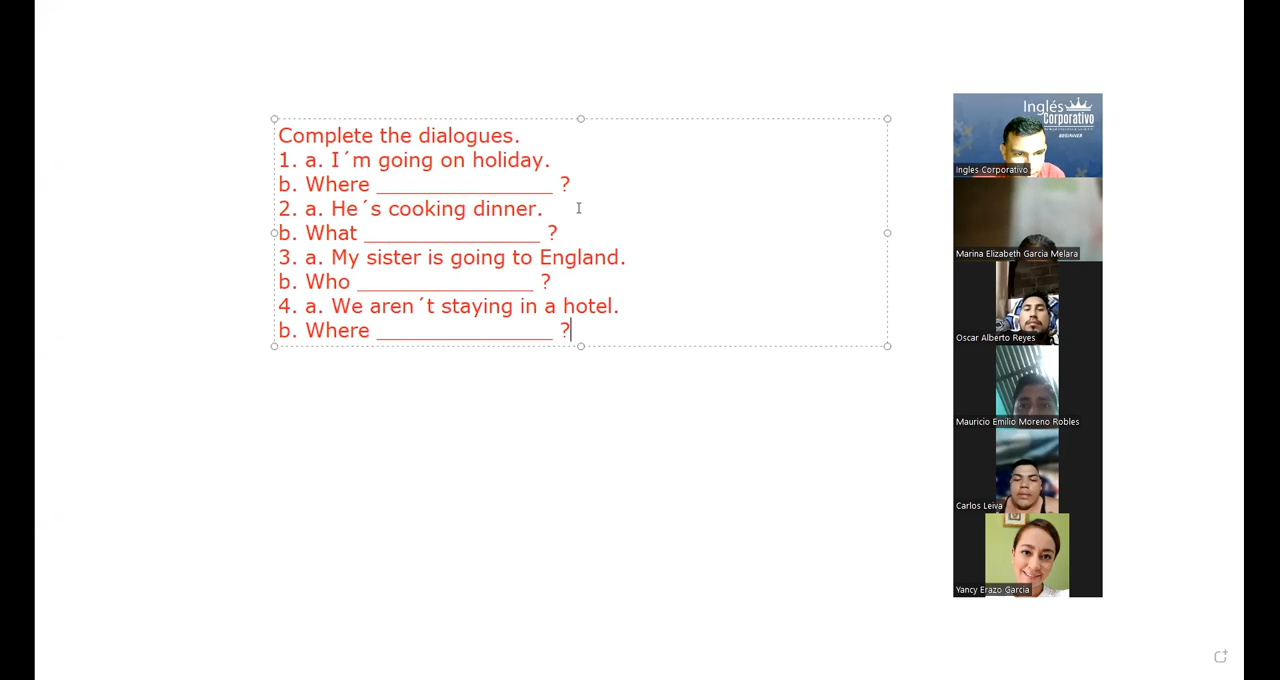 Complete the dialogues.
1. a. I´m going on holiday.
b. Where ________________ ?
2. a. He´s cooking dinner.
b. What ________________ ?
3. a. My sister is going to England.
b. Who ________________ ?
4. a. We aren´t staying in a hotel.
b. Where ________________ ?
Inglés
Corporativo
BEGINNER
Ingles Corporativo
Marina Elizabeth Garcia Melara
Oscar Alberto Reyes
Mauricio Emilio Moreno Robles
Carlos Leiva
Yancy Erazo Garcia